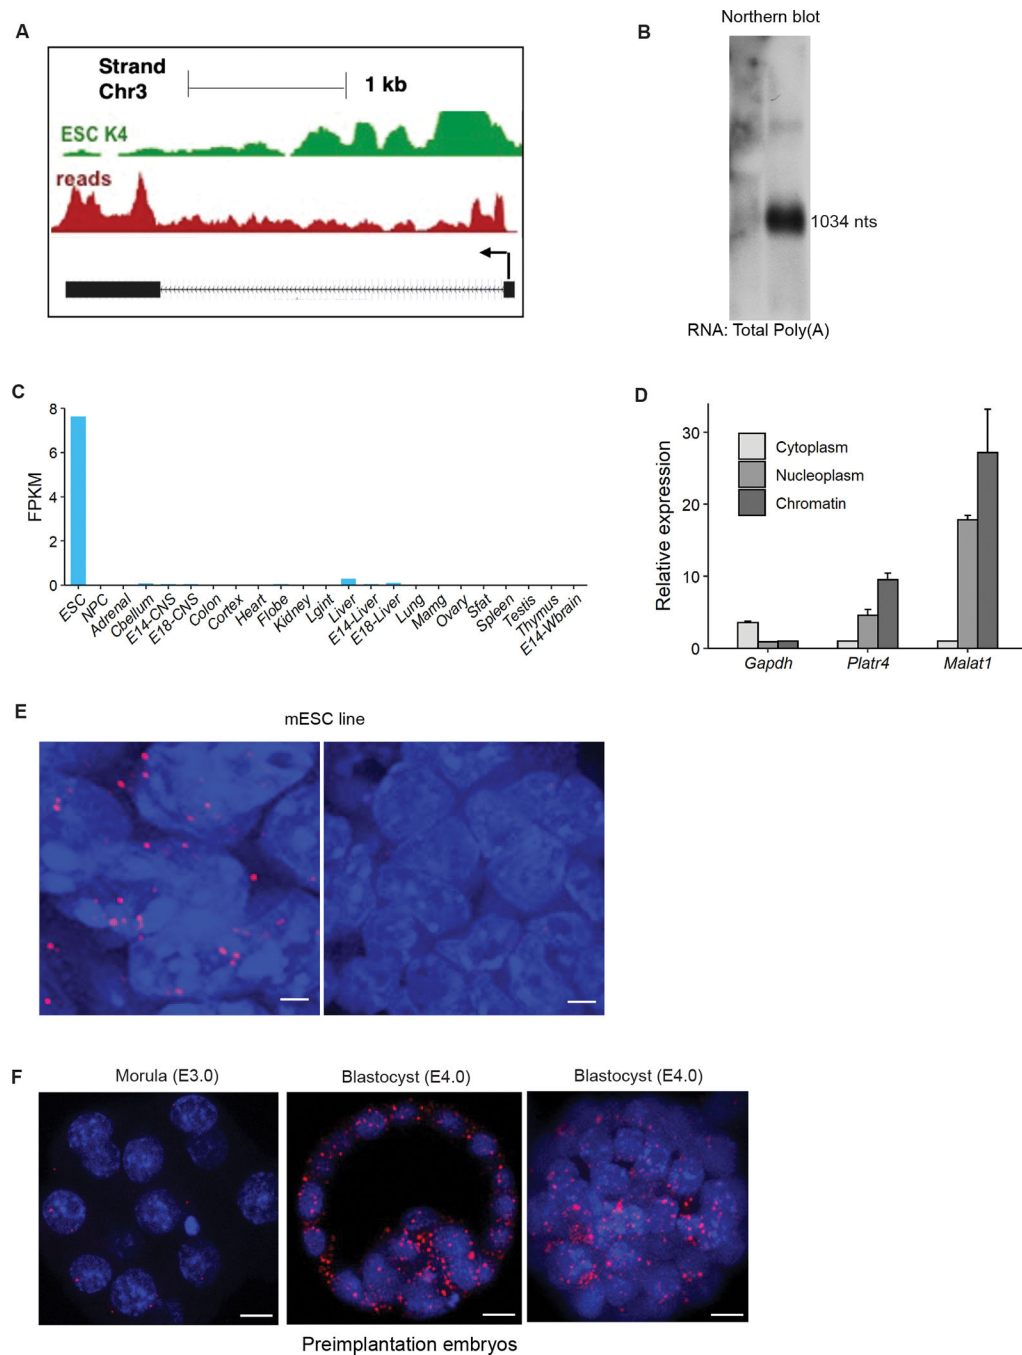 A
Strand
Chr3
1 kb
ESC K4
reads
B
Northern blot
1034 nts
RNA: Total Poly(A)
C
FPKM
8
6
4
2
0
ESC
NPC
Adrenal
Cbellum
E14-CNS
E18-CNS
Colon
Cortex
Heart
Flobe
Kidney
Lgint
Liver
E14-Liver
E18-Liver
Lung
Mamg
Ovary
Sfat
Spleen
Testis
Thymus
E14-Wbrain
D
Relative expression
30
20
10
0
Cytoplasm
Nucleoplasm
Chromatin
Gapdh
Platr4
Malat1
E
mESC line
F
Morula (E3.0)
Blastocyst (E4.0)
Blastocyst (E4.0)
Preimplantation embryos